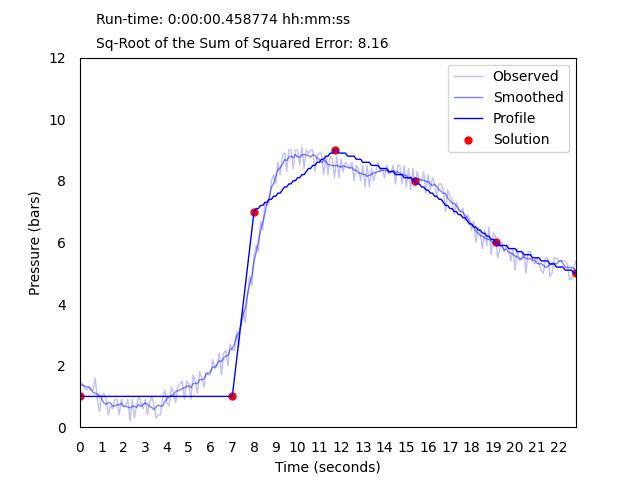 Run-time: 0:00:00.458774 hh:mm:ss
Sq-Root of the Sum of Squared Error: 8.16
12
10
8
6
4
2
0
Pressure (bars)
Observed
Smoothed
Profile
Solution
0 1 2 3 4 5 6 7 8 9 10 11 12 13 14 15 16 17 18 19 20 21 22
Time (seconds)